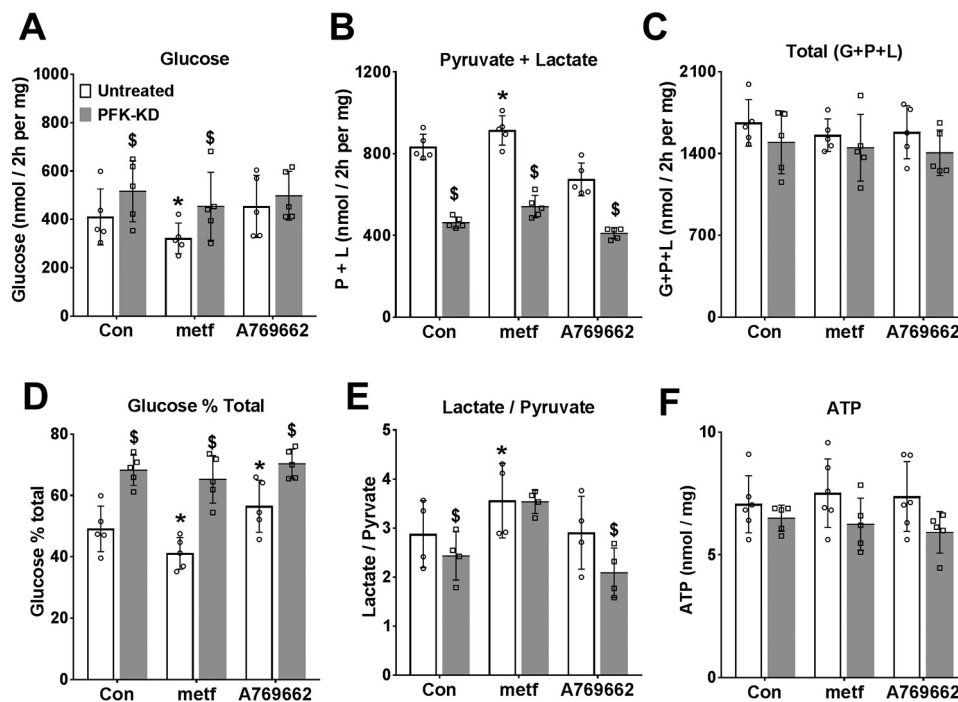 A
Glucose
Glucose (nmol / 2h per mg)
1000
800
600
400
200
0
Untreated
PFK-KD
$
*
$
Con
metf
A769662
B
Pyruvate + Lactate
P + L (nmol / 2h per mg)
1200
800
400
0
*
$
$
$
Con
metf
A769662
C
Total (G+P+L)
G+P+L (nmol / 2h per mg)
2100
1400
700
0
Con
metf
A769662
D
Glucose % Total
Glucose % total
80
60
40
20
0
$
*
$
*
$
Con
metf
A769662
E
Lactate / Pyruvate
Lactate / Pyrvate
5
4
3
2
1
0
$
*
$
Con
metf
A769662
F
ATP
ATP (nmol / mg)
10
5
0
Con
metf
A769662